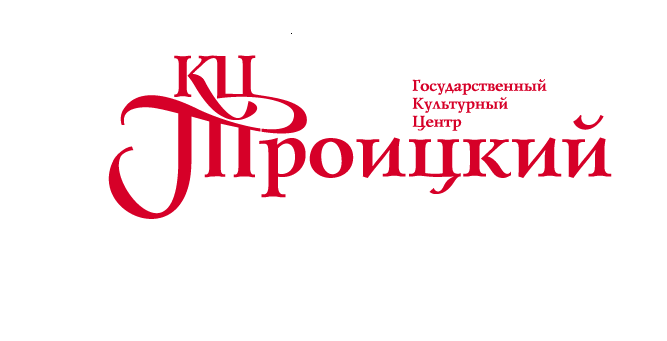 КЦ
Государственный
Культурный
Центр
Троицкий